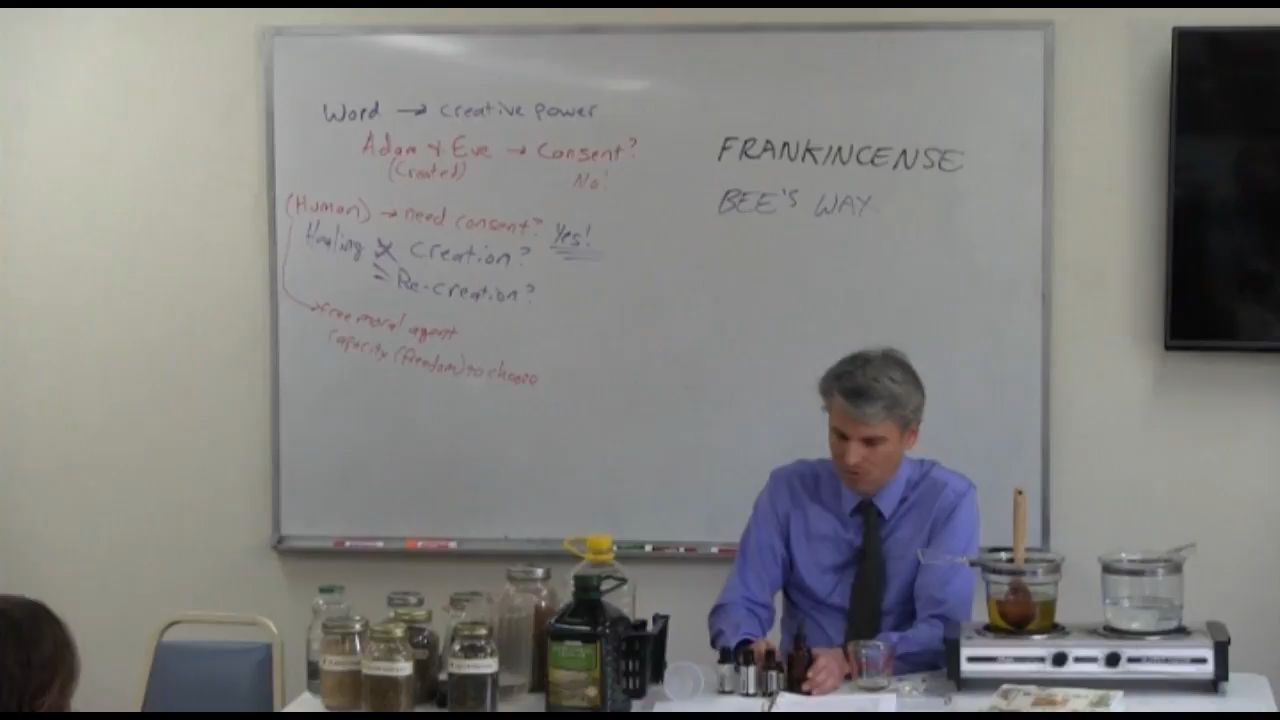 Word → creative power
Adam & Eve → Consent?
(Created) No!
(Human) → need consent? Yes!
Healing Creation?
= Re-creation?
free moral agent
capacity (freedom) to choose
FRANKINCENSE
BEE'S WAY